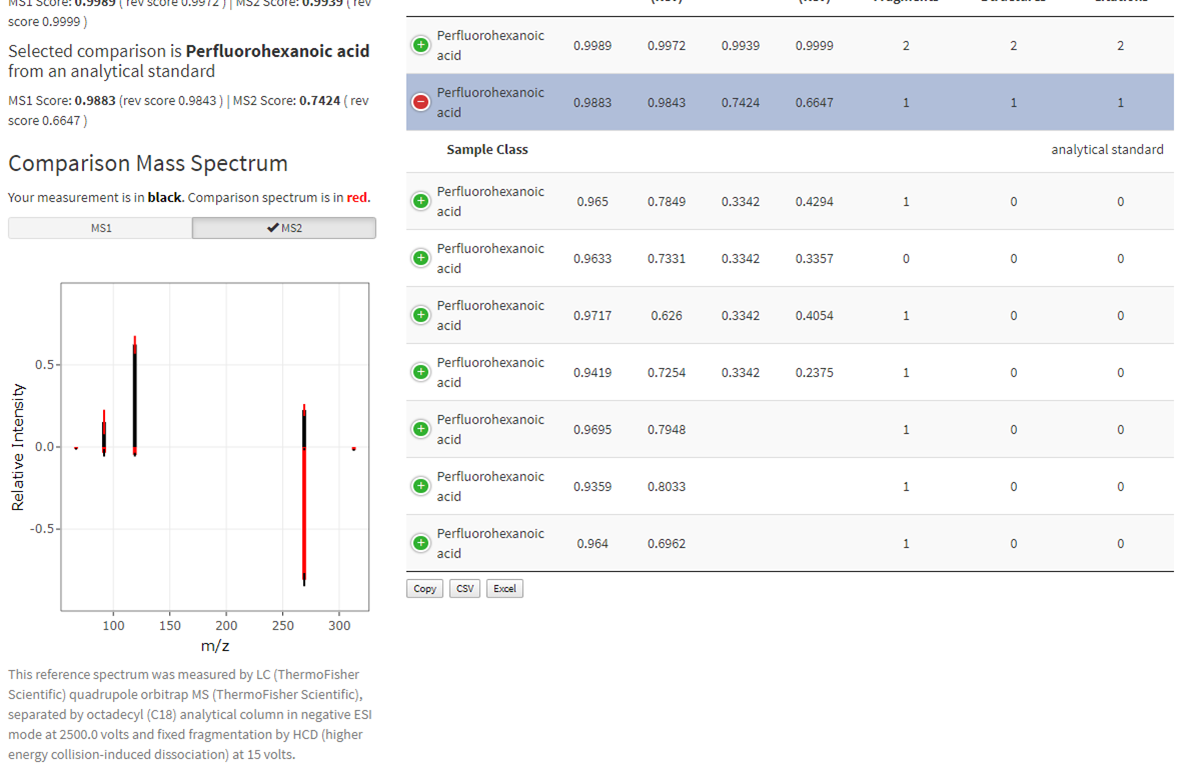 MS1 Score: 0.9989 ( rev score 0.9972 ) | MS2 Score: 0.9939 ( rev
score 0.9999 )
Selected comparison is Perfluorohexanoic acid
from an analytical standard
MS1 Score: 0.9883 (rev score 0.9843 ) | MS2 Score: 0.7424 ( rev
score 0.6647 )
Comparison Mass Spectrum
Your measurement is in black. Comparison spectrum is in red.
MS1 MS2
Relative Intensity
0.5
0.0
-0.5
100 150 200 250 300
m/z
This reference spectrum was measured by LC (ThermoFisher
Scientific) quadrupole orbitrap MS (ThermoFisher Scientific),
separated by octadecyl (C18) analytical column in negative ESI
mode at 2500.0 volts and fixed fragmentation by HCD (higher
energy collision-induced dissociation) at 15 volts.
(Rev) (Rev) Fragments Structures Citations
Perfluorohexanoic
acid 0.9989 0.9972 0.9939 0.9999 2 2 2
Perfluorohexanoic
acid 0.9883 0.9843 0.7424 0.6647 1 1 1
Sample Class analytical standard
Perfluorohexanoic
acid 0.965 0.7849 0.3342 0.4294 1 0 0
Perfluorohexanoic
acid 0.9633 0.7331 0.3342 0.3357 0 0 0
Perfluorohexanoic
acid 0.9717 0.626 0.3342 0.4054 1 0 0
Perfluorohexanoic
acid 0.9419 0.7254 0.3342 0.2375 1 0 0
Perfluorohexanoic
acid 0.9695 0.7948 1 0 0
Perfluorohexanoic
acid 0.9359 0.8033 1 0 0
Perfluorohexanoic
acid 0.964 0.6962 1 0 0
Copy CSV Excel